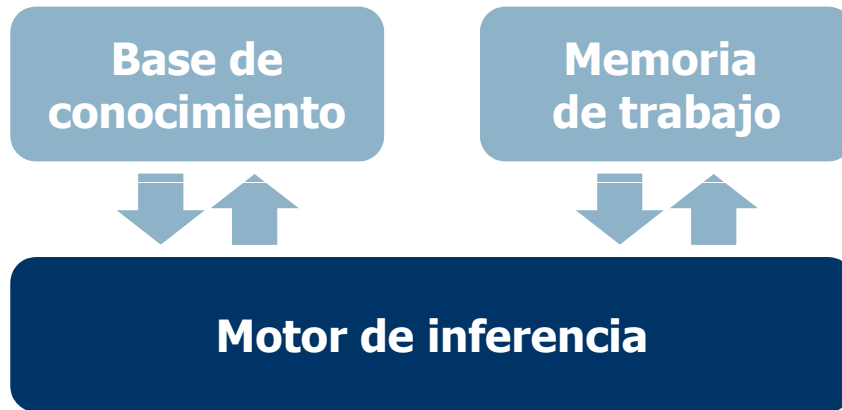 Base de
conocimiento
Memoria
de trabajo
Motor de inferencia